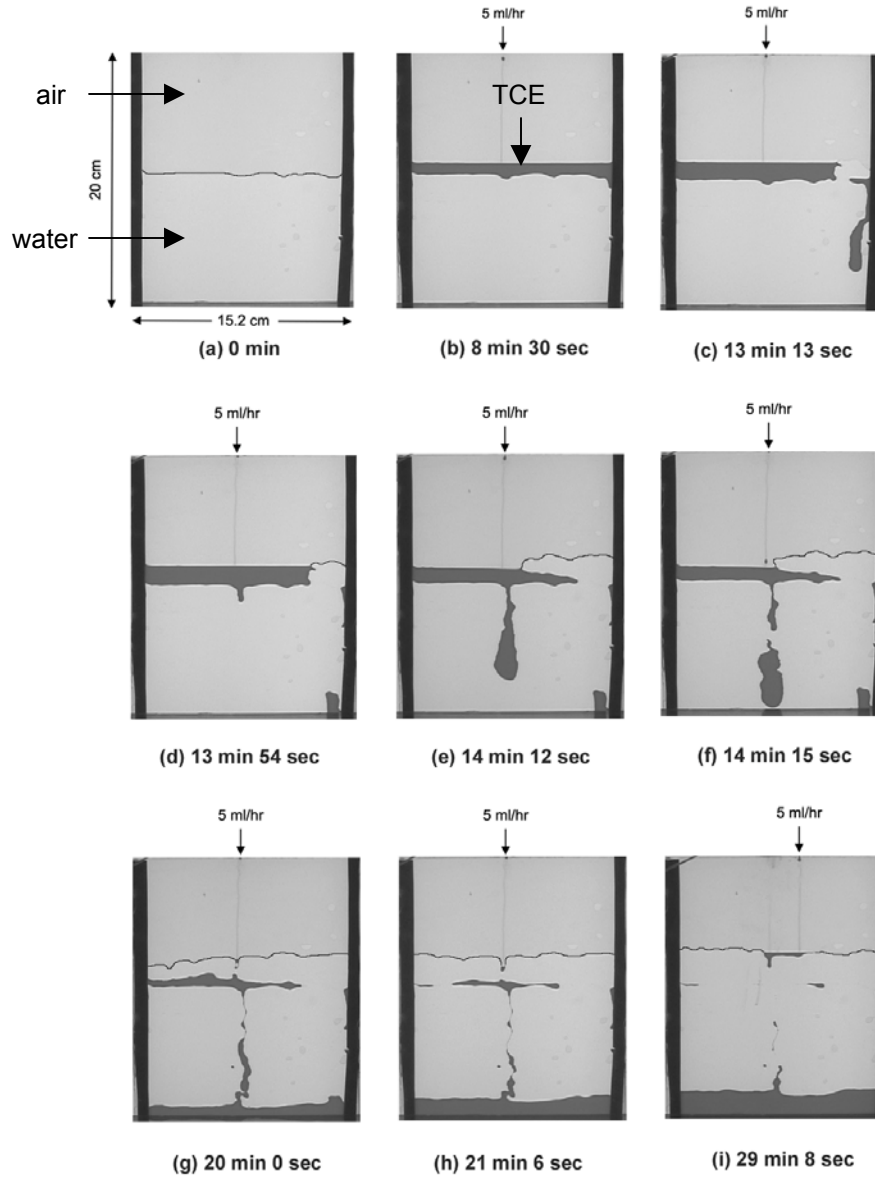 5 ml/hr
5 ml/hr
air
TCE
20 cm
water
15.2 cm
(a) 0 min
(b) 8 min 30 sec
(c) 13 min 13 sec
5 ml/hr
5 ml/hr
5 ml/hr
(d) 13 min 54 sec
(e) 14 min 12 sec
(f) 14 min 15 sec
5 ml/hr
5 ml/hr
5 ml/hr
(g) 20 min 0 sec
(h) 21 min 6 sec
(i) 29 min 8 sec